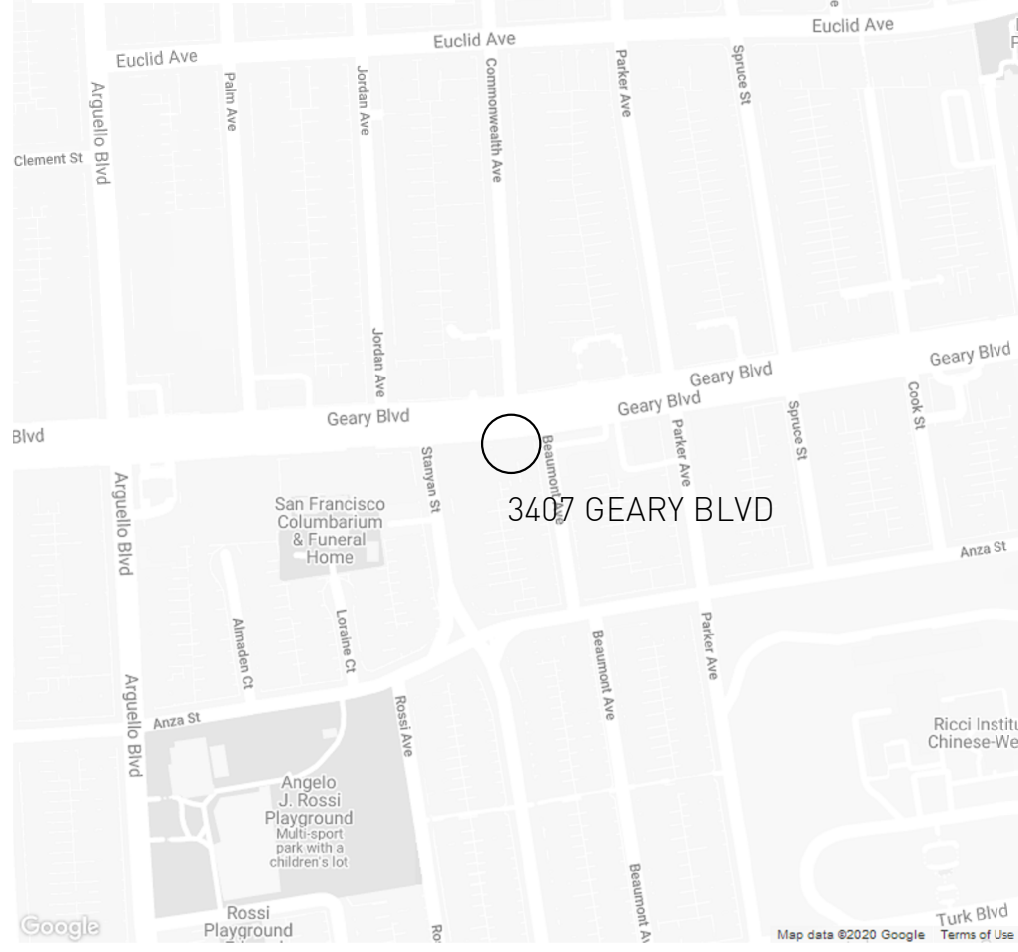 Euclid Ave
Euclid Ave
Euclid Ave
Palm Ave
Jordan Ave
Commonwealth Ave
Parker Ave
Spruce St
Arguello Blvd
Clement St
Jordan Ave
Geary Blvd
Geary Blvd
Geary Blvd
Geary Blvd
Blvd
Cook St
Spruce St
Parker Ave
Beaumont Ave
Stanyan St
Arguello Blvd
San Francisco
Columbarium
& Funeral
Home
3407 GEARY BLVD
Anza St
Almaden Ct
Loraine Ct
Parker Ave
Beaumont Ave
Arguello Blvd
Anza St
Rossi Ave
Ricci Institu
Chinese-We
Angelo
J. Rossi
Playground
Multi-sport
park with a
children's lot
Beaumont Av
Rossi
Playground
Ro
Turk Blvd
Google
Map data ©2020 Google
Terms of Use